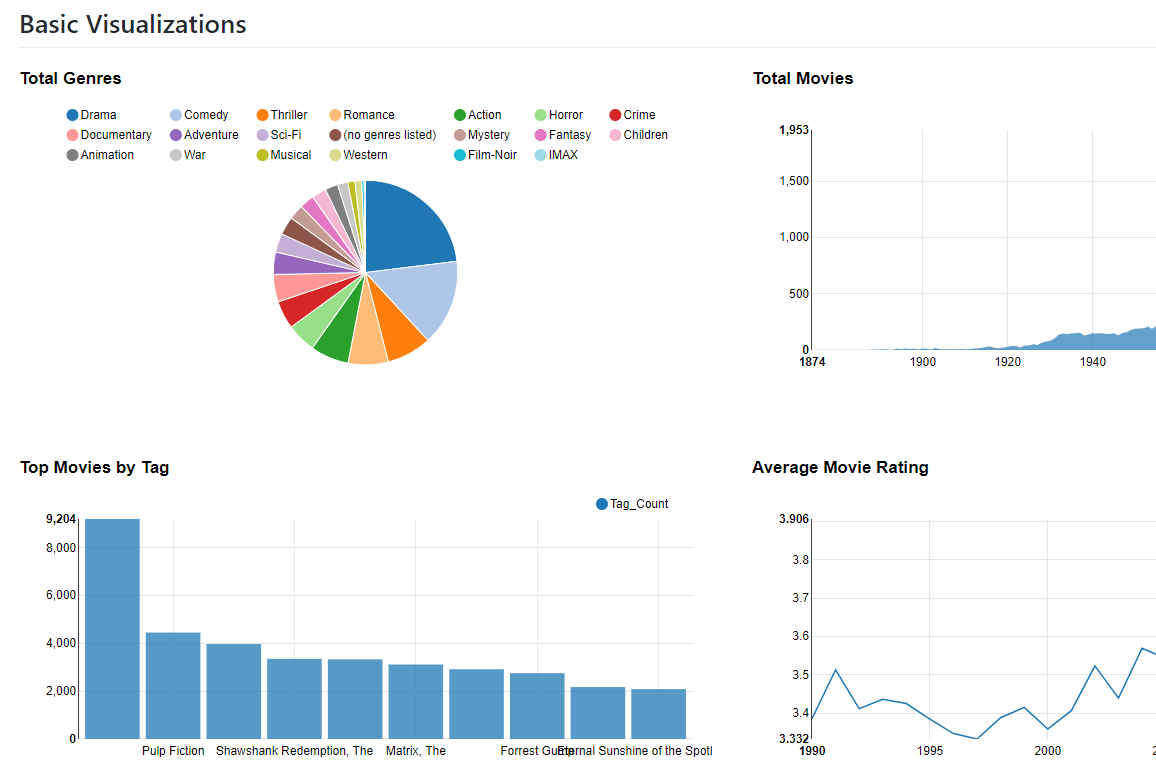 Basic Visualizations
Total Genres
Drama Comedy Thriller Romance Action Horror Crime
Documentary Adventure Sci-Fi (no genres listed) Mystery Fantasy Children
Animation War Musical Western Film-Noir IMAX
Total Movies
1,953
1,500
1,000
500
0
1874 1900 1920 1940
Top Movies by Tag
Tag_Count
9,204
8,000
6,000
4,000
2,000
0
Pulp Fiction Shawshank Redemption, The Matrix, The Forrest Gump Eternal Sunshine of the Spotl
Average Movie Rating
3.906
3.8
3.7
3.6
3.5
3.4
3.332
1990 1995 2000 2